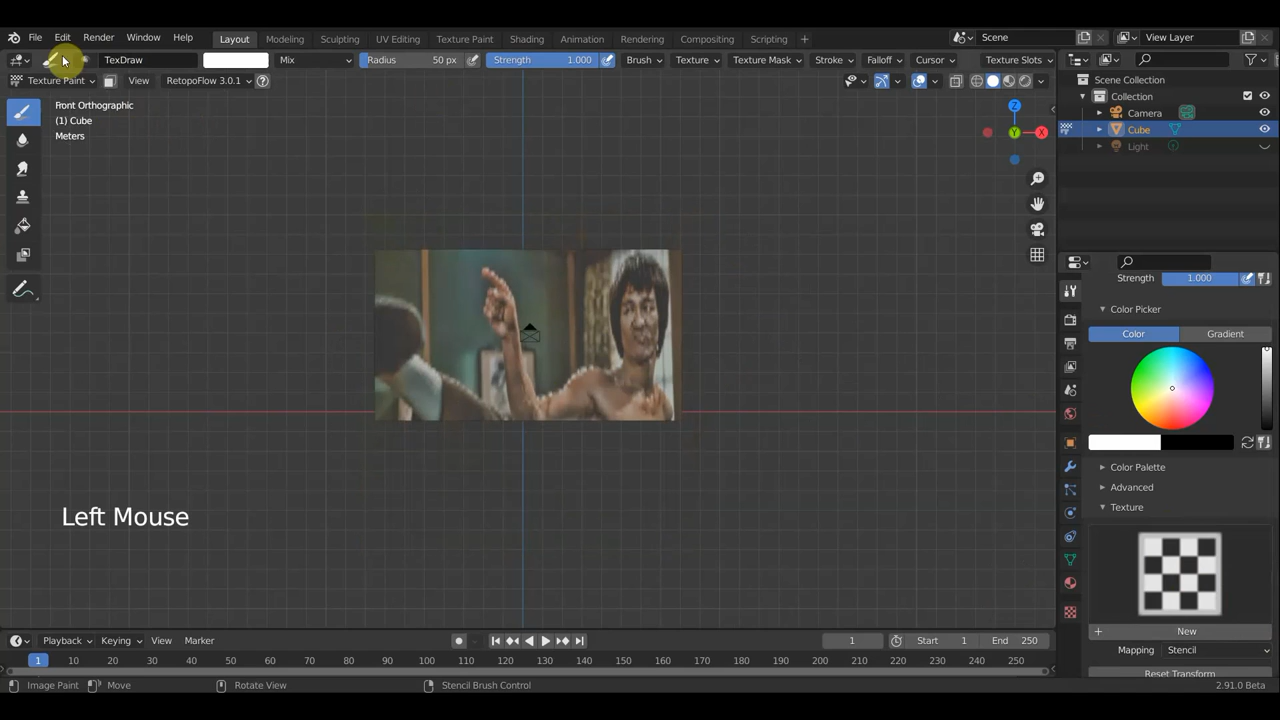 File Edit Render Window Help Layout Modeling Sculpting UV Editing Texture Paint Shading Animation Rendering Compositing Scripting + Scene View Layer
TexDraw Mix Radius 50 px Strength 1.000 Brush Texture Texture Mask Stroke Falloff Cursor Texture Slots
Texture Paint View RetopoFlow 3.0.1 ? Scene Collection
Front Orthographic
(1) Cube
Meters
Collection
Camera
Cube
Light
Z
Y
X
Strength 1.000
Color Picker
Color Gradient
Color Palette
Advanced
Texture
Left Mouse
+ New
Mapping Stencil
Reset Transform
Playback Keying View Marker 1 Start 1 End 250
1 10 20 30 40 50 60 70 80 90 100 110 120 130 140 150 160 170 180 190 200 210 220 230 240 250
Image Paint Move Rotate View Stencil Brush Control 2.91.0 Beta